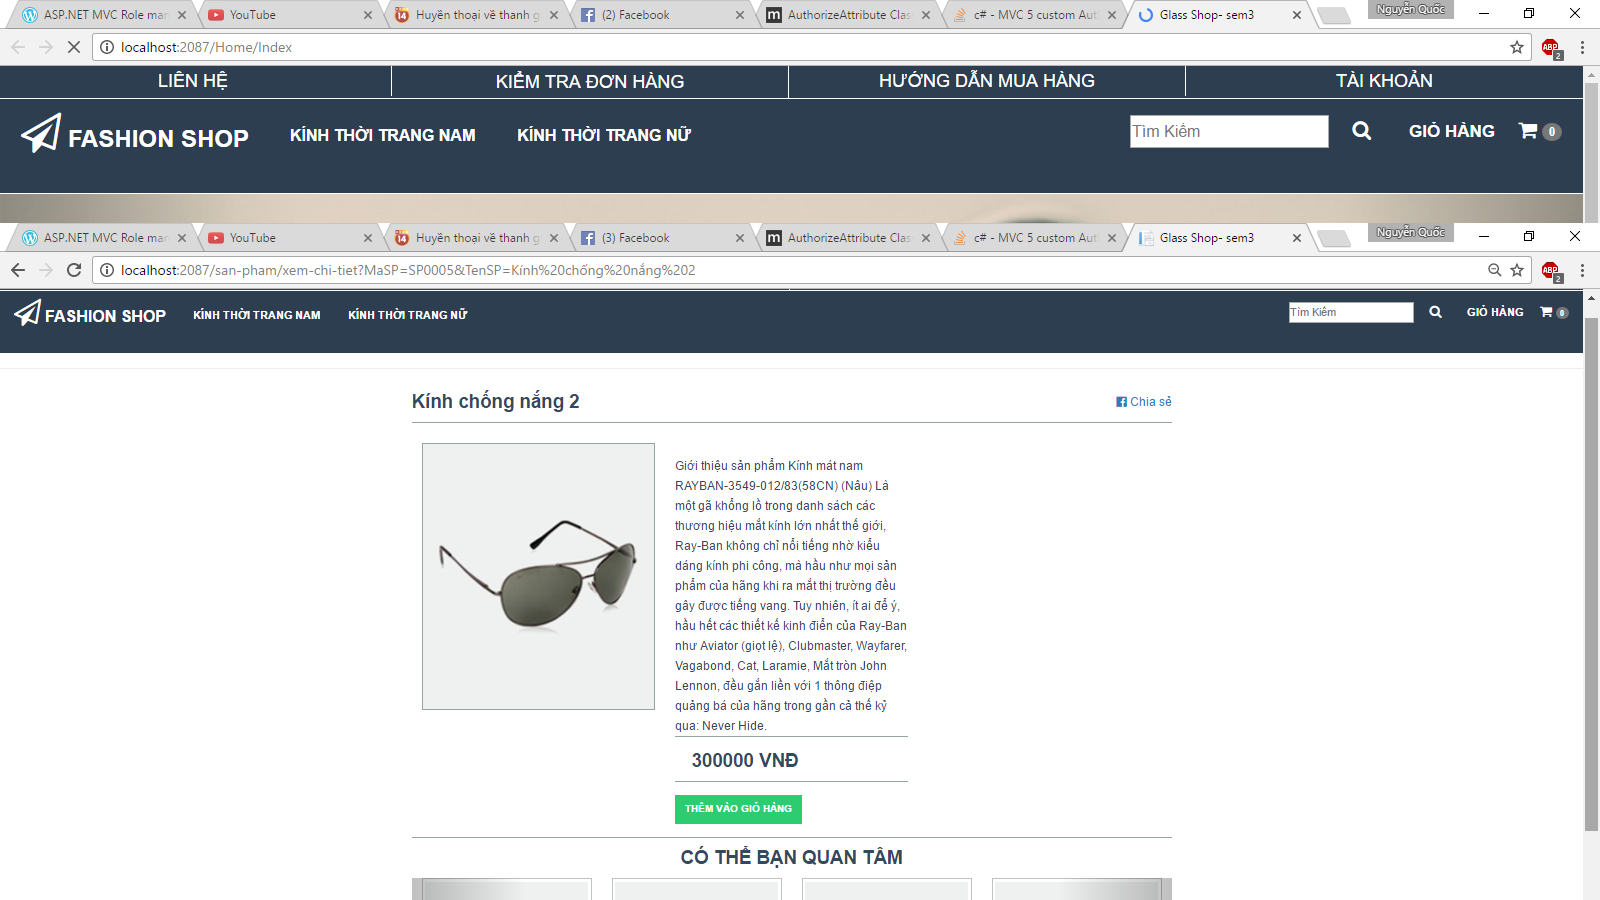 ASP.NET MVC Role mar
YouTube
Huyền thoại về thanh g
(2) Facebook
AuthorizeAttribute Clas
c# - MVC 5 custom Aut
Glass Shop- sem3
Nguyễn Quốc
localhost:2087/Home/Index
ABP
2
LIÊN HỆ
KIỂM TRA ĐƠN HÀNG
HƯỚNG DẪN MUA HÀNG
TÀI KHOẢN
FASHION SHOP
KÍNH THỜI TRANG NAM
KÍNH THỜI TRANG NỮ
Tìm Kiếm
GIỎ HÀNG
0
ASP.NET MVC Role mar
YouTube
Huyền thoại về thanh g
(3) Facebook
AuthorizeAttribute Clas
c# - MVC 5 custom Aut
Glass Shop- sem3
Nguyễn Quốc
localhost:2087/san-pham/xem-chi-tiet?MaSP=SP0005&TenSP=Kính%20chống%20nắng%202
ABP
2
FASHION SHOP
KÍNH THỜI TRANG NAM
KÍNH THỜI TRANG NỮ
Tìm Kiếm
GIỎ HÀNG
0
Kính chống nắng 2
Chia sẻ
Giới thiệu sản phẩm Kính mát nam
RAYBAN-3549-012/83(58CN) (Nâu) Là
một gã khổng lồ trong danh sách các
thương hiệu mắt kính lớn nhất thế giới,
Ray-Ban không chỉ nổi tiếng nhờ kiểu
dáng kính phi công, mà hầu như mọi sản
phẩm của hãng khi ra mắt thị trường đều
gây được tiếng vang. Tuy nhiên, ít ai để ý,
hầu hết các thiết kế kinh điển của Ray-Ban
như Aviator (giọt lệ), Clubmaster, Wayfarer,
Vagabond, Cat, Laramie, Mắt tròn John
Lennon, đều gắn liền với 1 thông điệp
quảng bá của hãng trong gần cả thế kỷ
qua: Never Hide.
300000 VNĐ
THÊM VÀO GIỎ HÀNG
CÓ THỂ BẠN QUAN TÂM